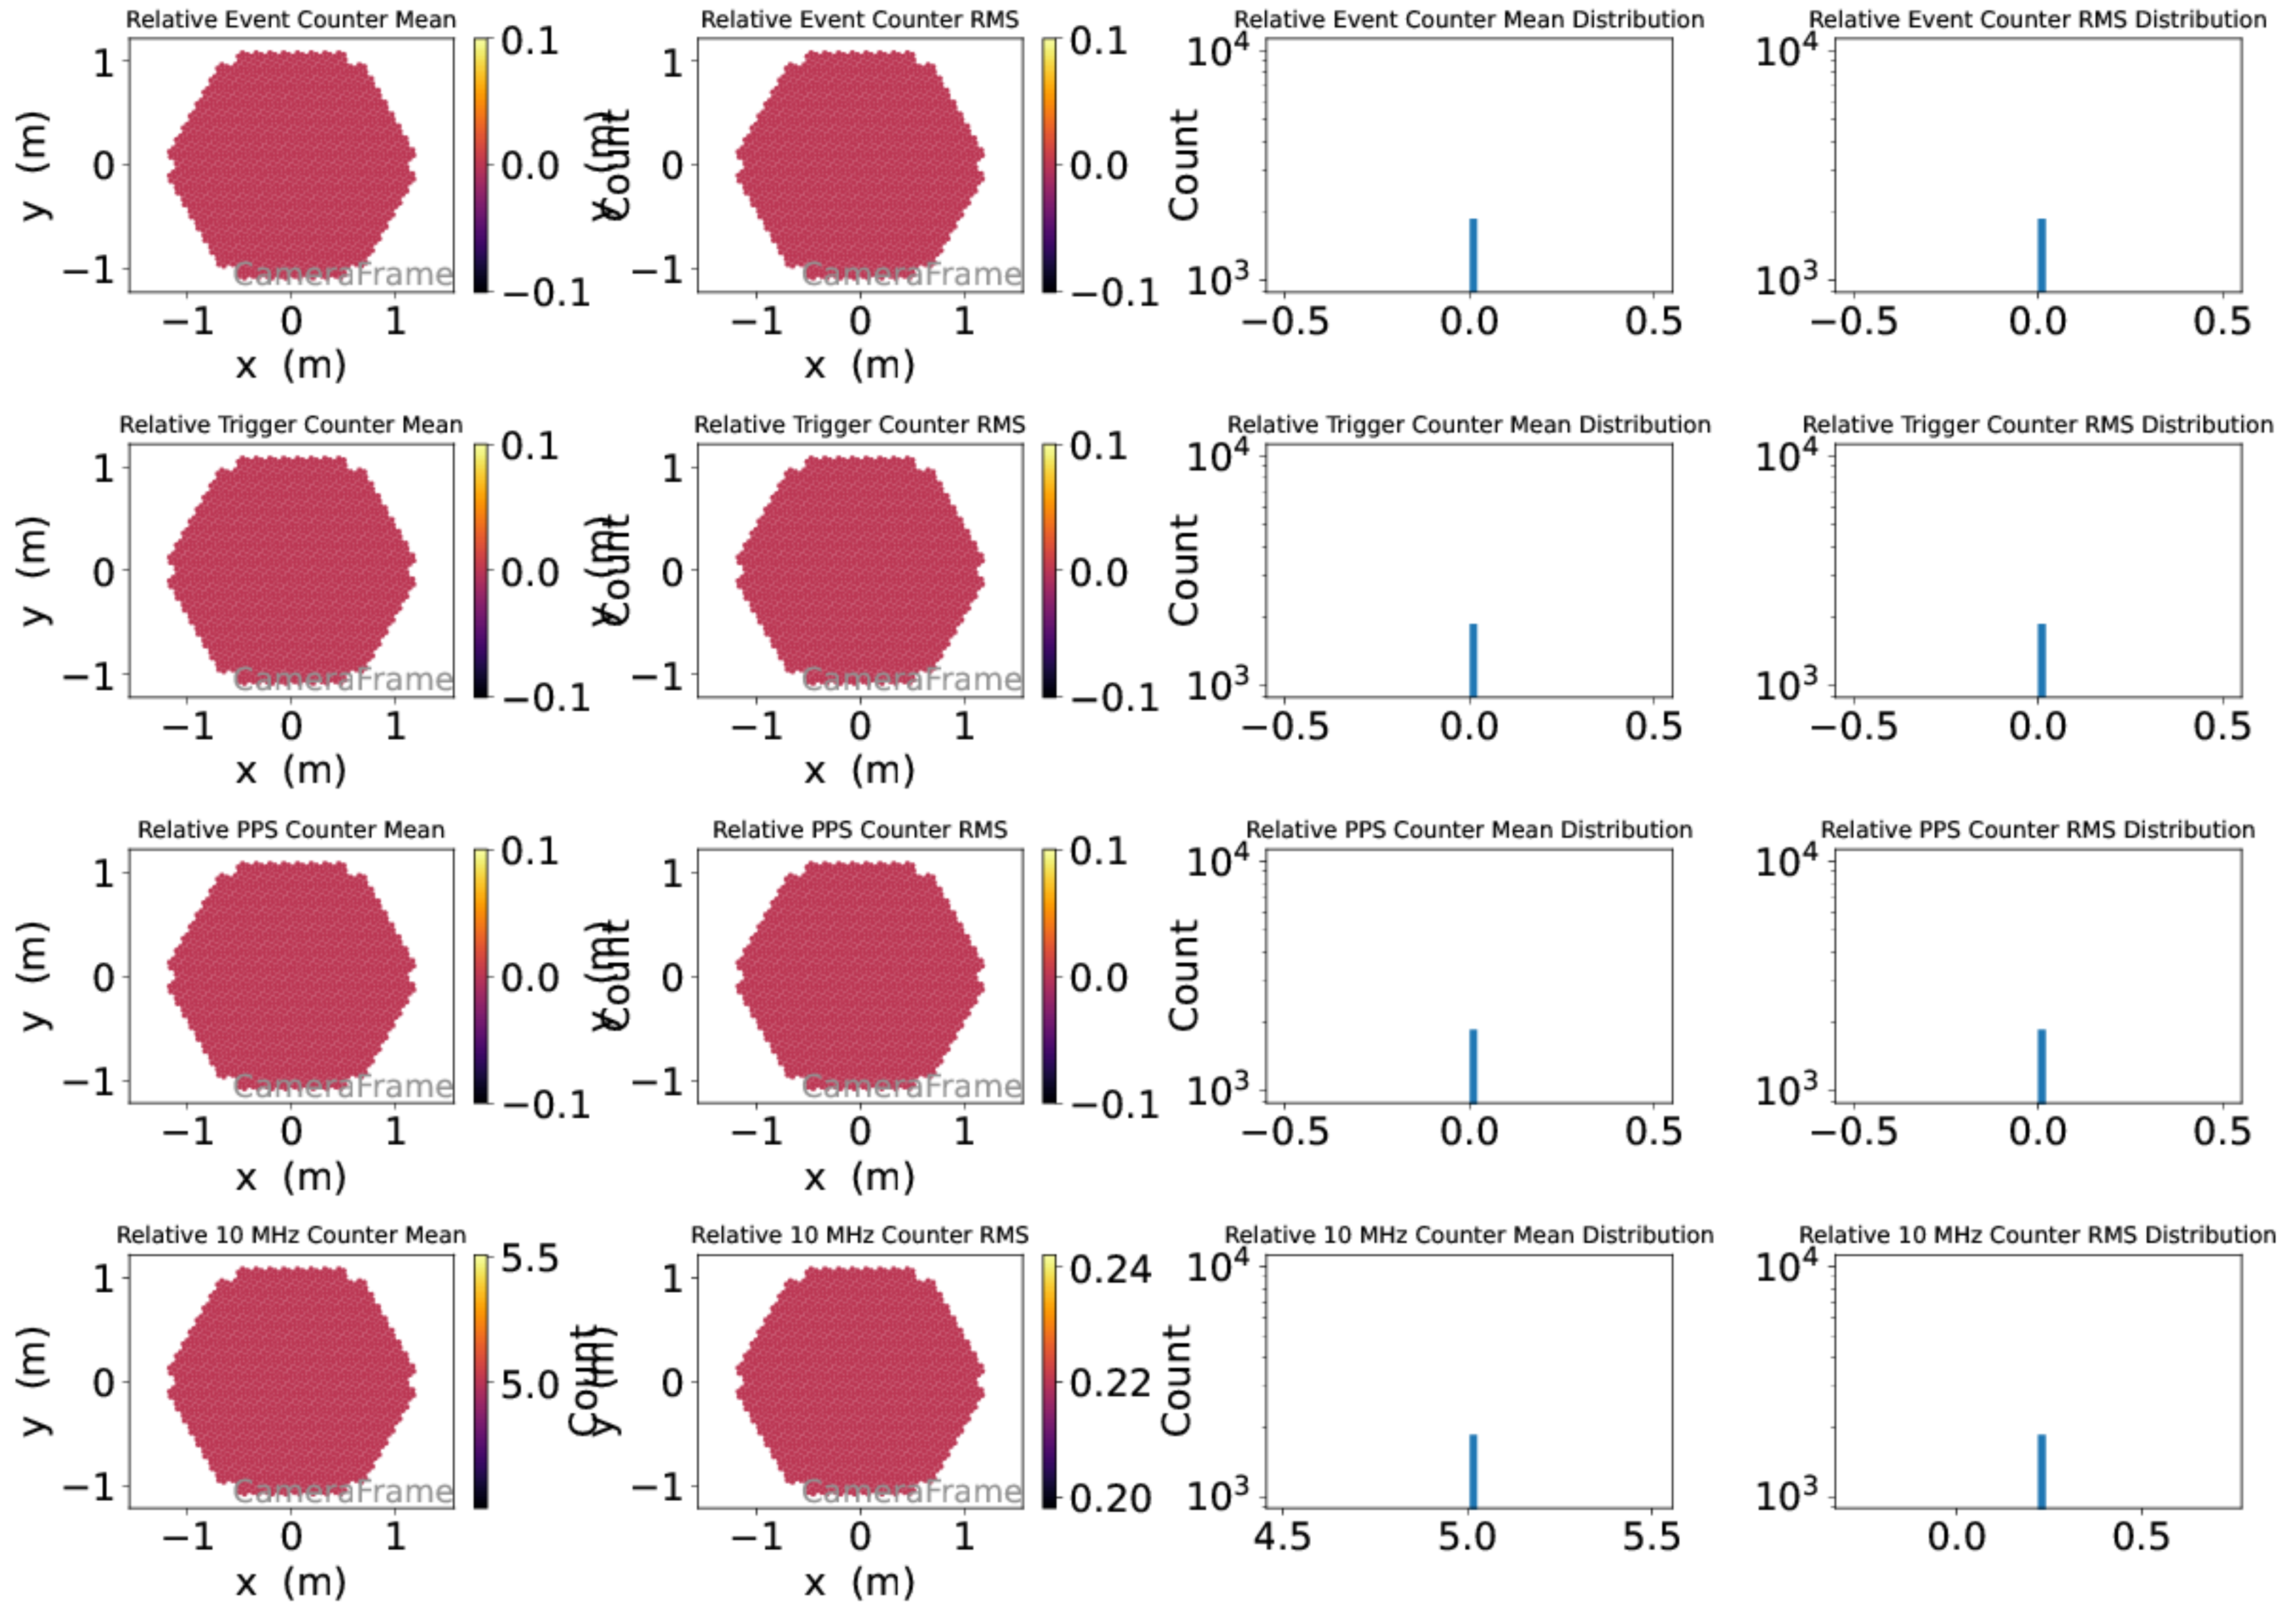 Relative Event Counter Mean
Relative Event Counter RMS
Relative Event Counter Mean Distribution
Relative Event Counter RMS Distribution
1
0
−1
y (m)
−1 0 1
x (m)
CameraFrame
0.1
0.0
−0.1
Count
1
0
−1
y (m)
−1 0 1
x (m)
CameraFrame
0.1
0.0
−0.1
Count
10⁴
10³
−0.5 0.0 0.5
10⁴
10³
−0.5 0.0 0.5
Relative Trigger Counter Mean
Relative Trigger Counter RMS
Relative Trigger Counter Mean Distribution
Relative Trigger Counter RMS Distribution
1
0
−1
y (m)
−1 0 1
x (m)
CameraFrame
0.1
0.0
−0.1
Count
1
0
−1
y (m)
−1 0 1
x (m)
CameraFrame
0.1
0.0
−0.1
Count
10⁴
10³
−0.5 0.0 0.5
10⁴
10³
−0.5 0.0 0.5
Relative PPS Counter Mean
Relative PPS Counter RMS
Relative PPS Counter Mean Distribution
Relative PPS Counter RMS Distribution
1
0
−1
y (m)
−1 0 1
x (m)
CameraFrame
0.1
0.0
−0.1
Count
1
0
−1
y (m)
−1 0 1
x (m)
CameraFrame
0.1
0.0
−0.1
Count
10⁴
10³
−0.5 0.0 0.5
10⁴
10³
−0.5 0.0 0.5
Relative 10 MHz Counter Mean
Relative 10 MHz Counter RMS
Relative 10 MHz Counter Mean Distribution
Relative 10 MHz Counter RMS Distribution
1
0
−1
y (m)
−1 0 1
x (m)
CameraFrame
5.5
5.0
Count
1
0
−1
y (m)
−1 0 1
x (m)
CameraFrame
0.24
0.22
0.20
Count
10⁴
10³
4.5 5.0 5.5
10⁴
10³
0.0 0.5